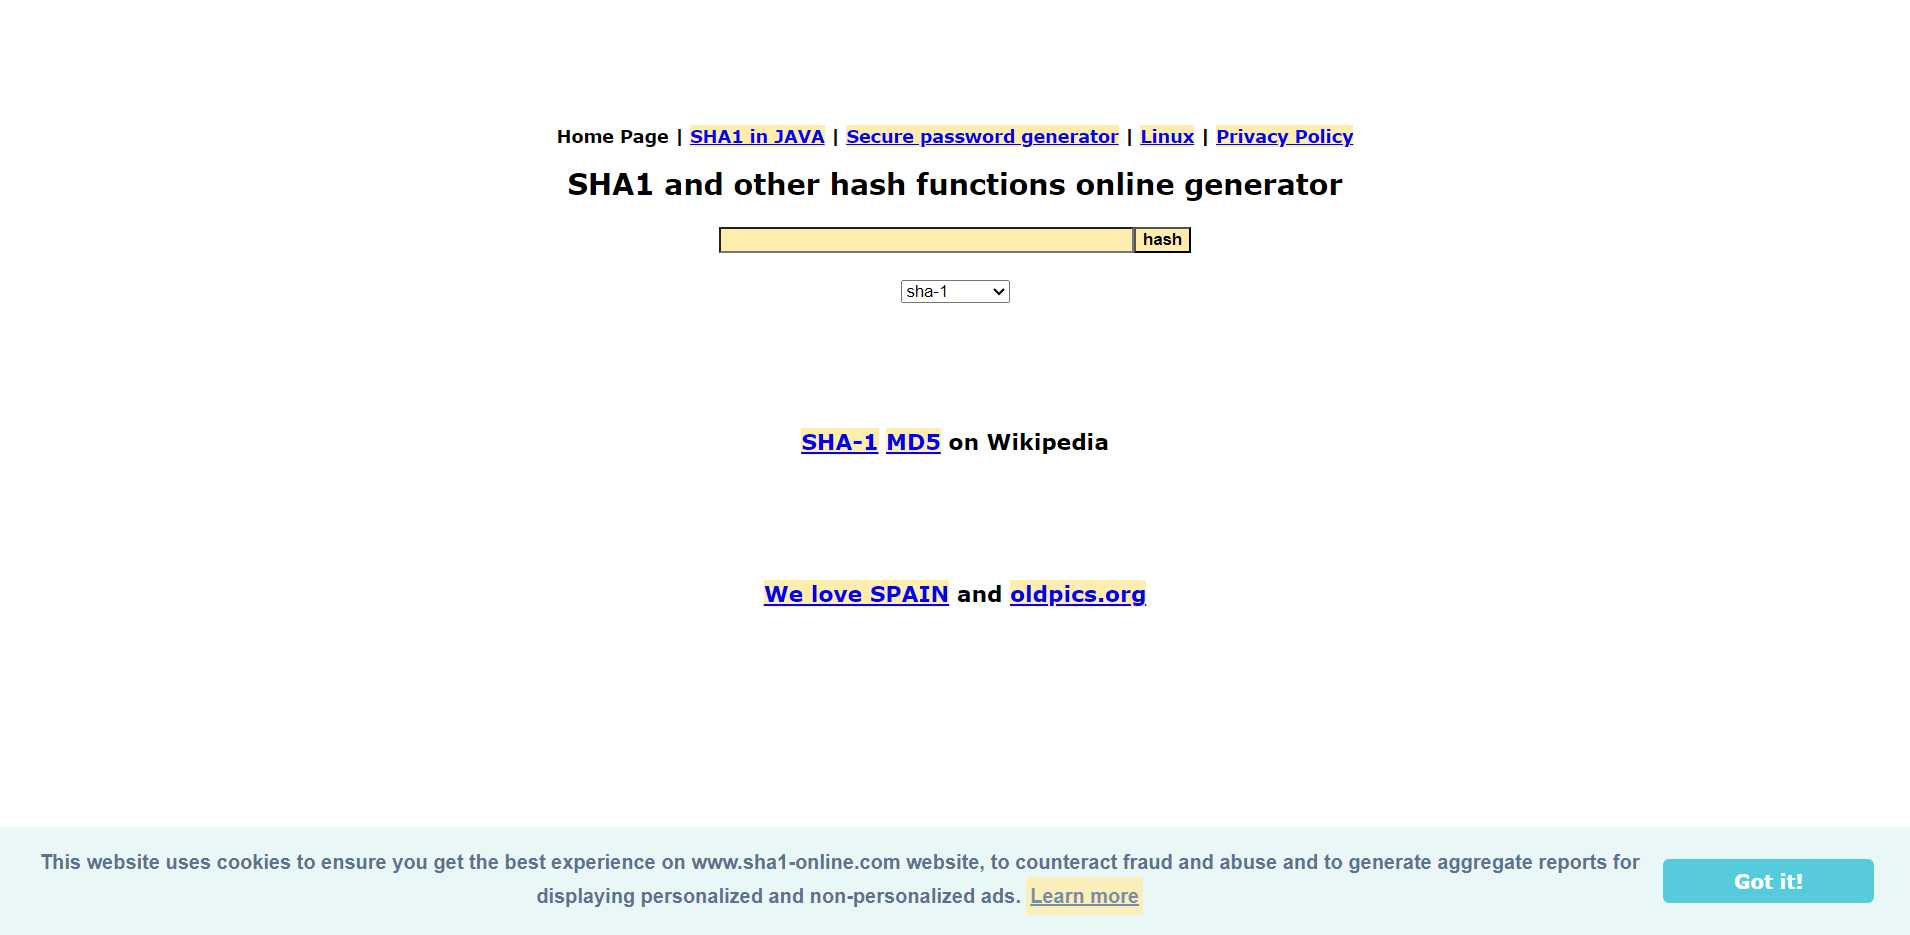 Home Page | SHA1 in JAVA | Secure password generator | Linux | Privacy Policy
SHA1 and other hash functions online generator
hash
sha-1
SHA-1 MD5 on Wikipedia
We love SPAIN and oldpics.org
This website uses cookies to ensure you get the best experience on www.sha1-online.com website, to counteract fraud and abuse and to generate aggregate reports for
displaying personalized and non-personalized ads. Learn more
Got it!